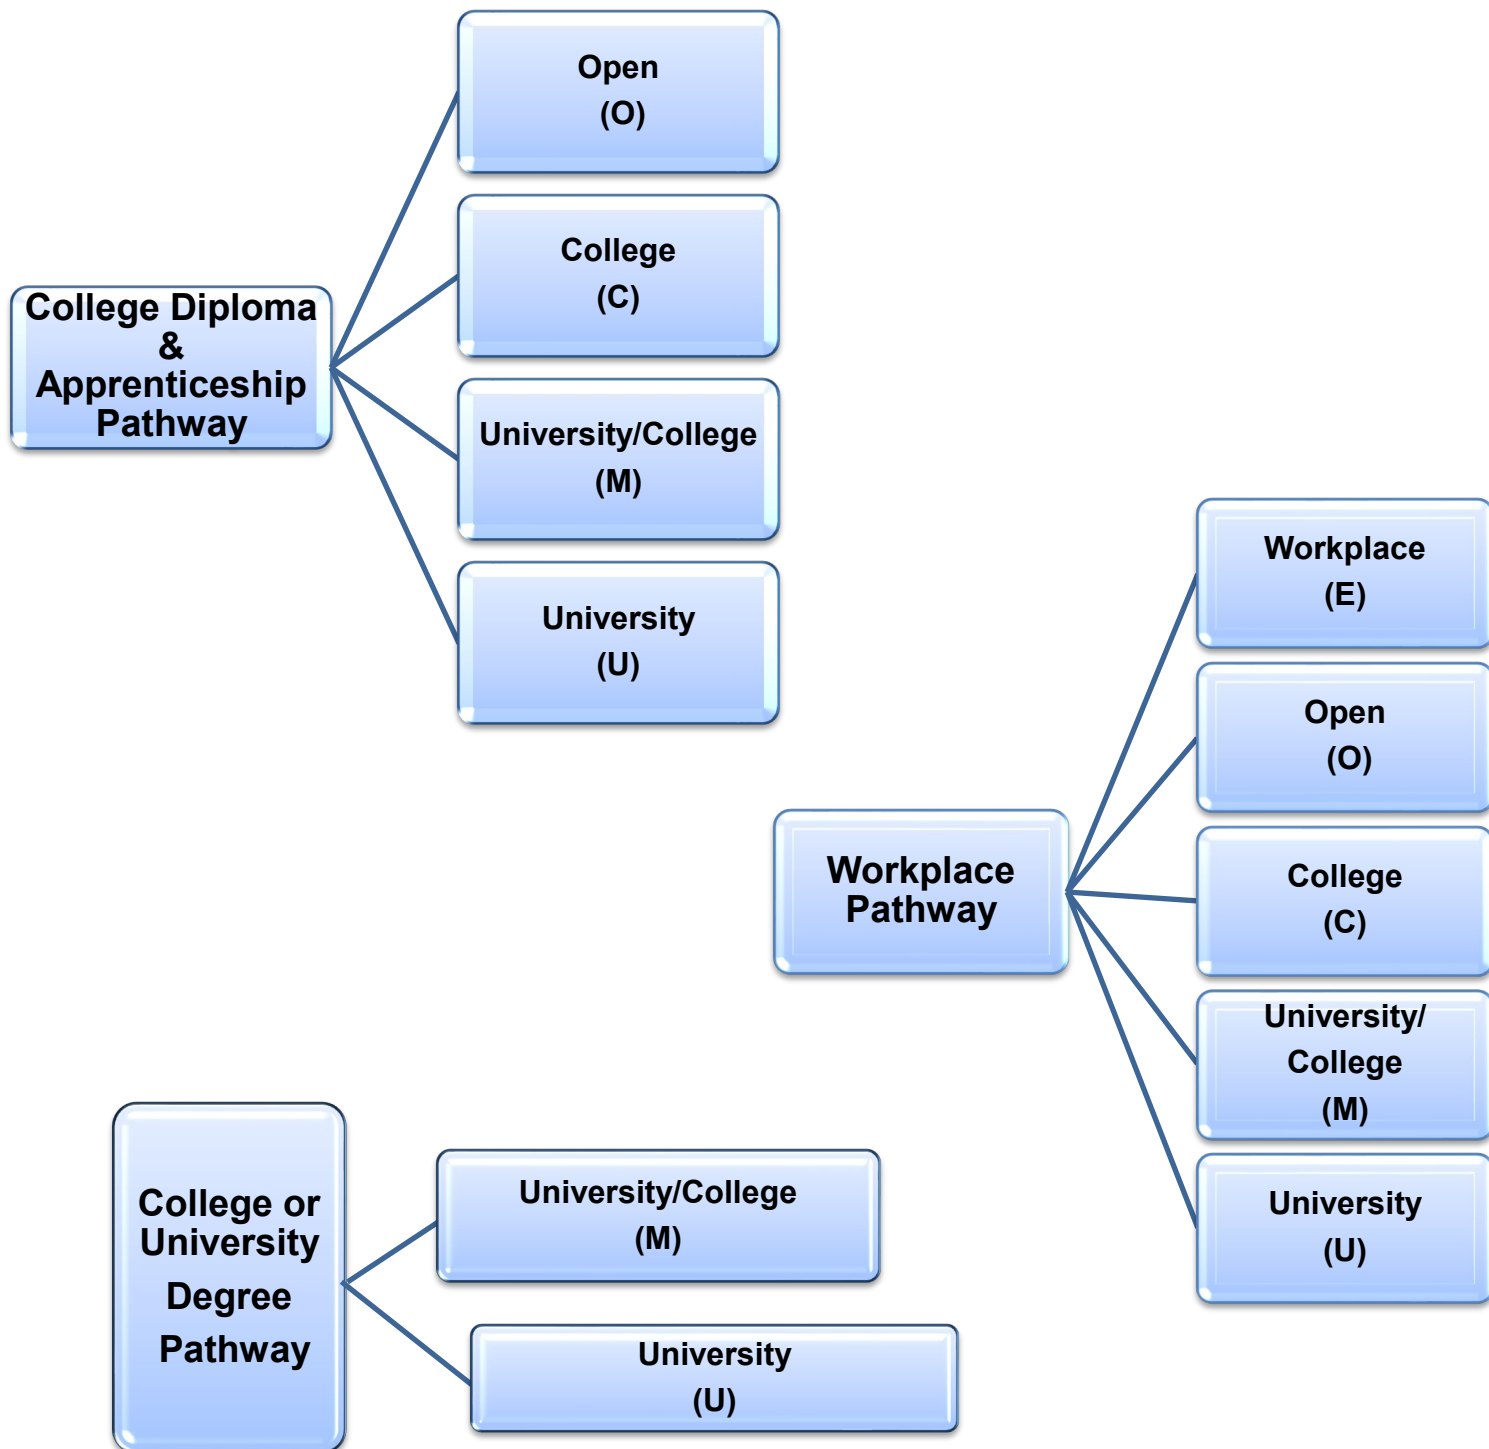 College Diploma
&
Apprenticeship
Pathway
Open
(O)
College
(C)
University/College
(M)
University
(U)
Workplace
Pathway
Workplace
(E)
Open
(O)
College
(C)
University/
College
(M)
University
(U)
College or
University
Degree
Pathway
University/College
(M)
University
(U)